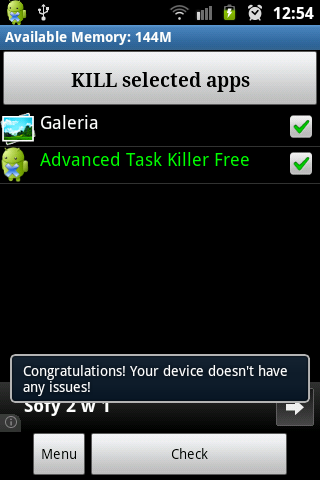 12:54
Available Memory: 144M
KILL selected apps
Galeria
Advanced Task Killer Free
Congratulations! Your device doesn't have
any issues!
Sofy 2 w 1
Menu
Check